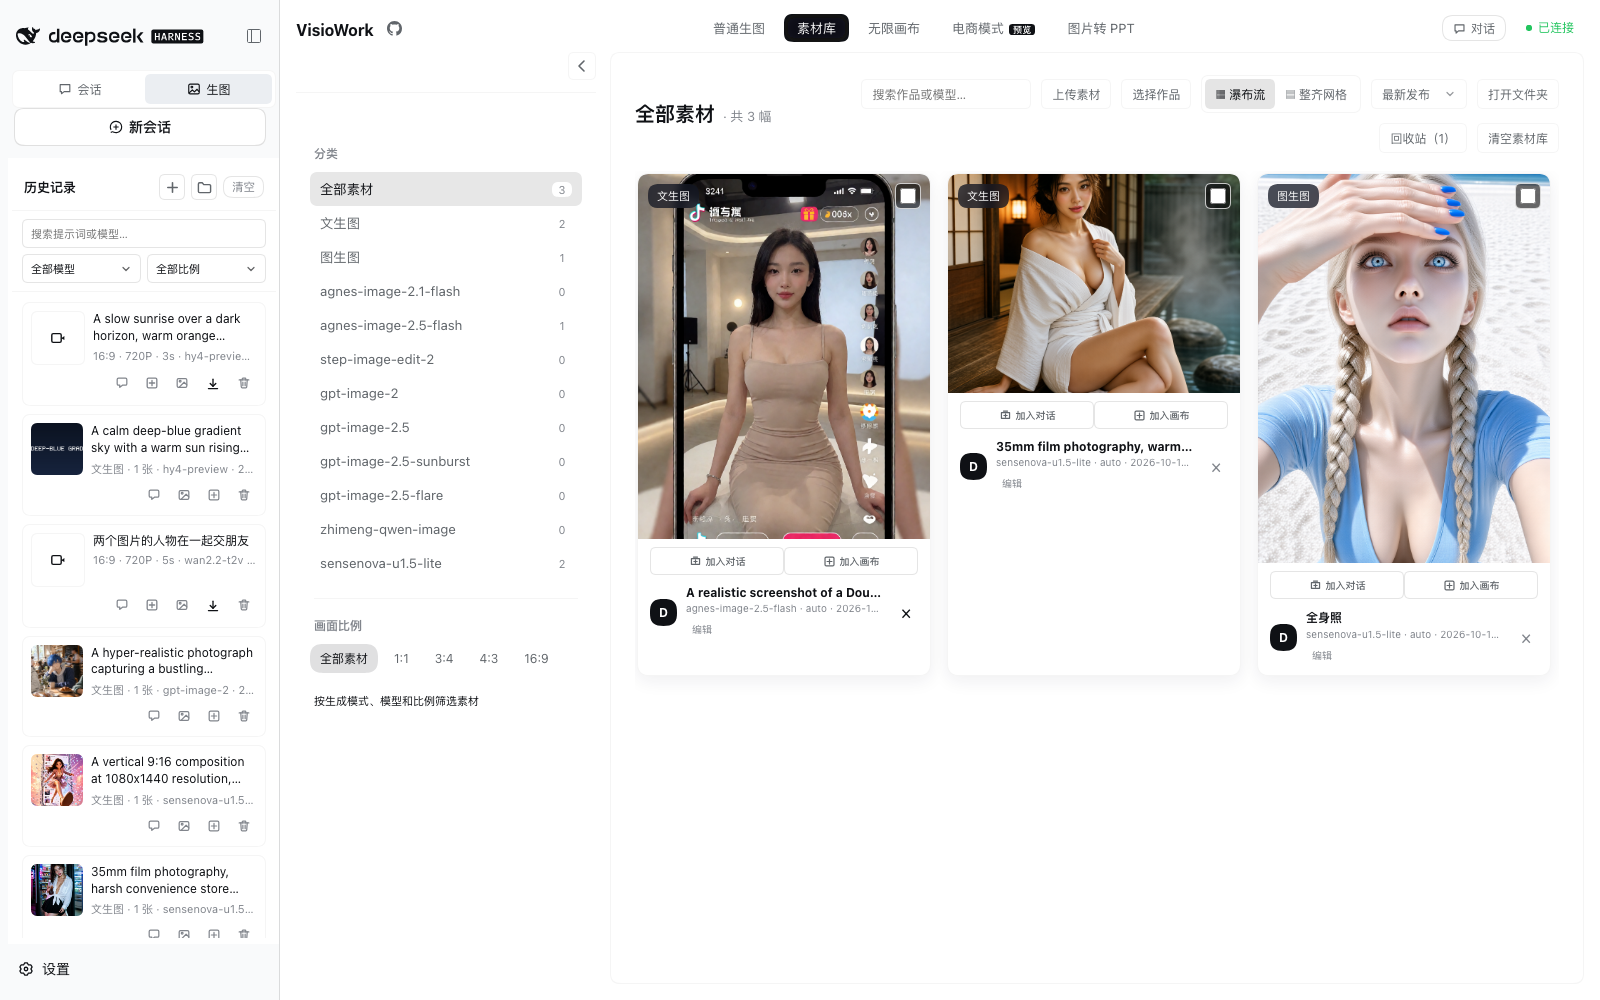 deepseek HARNESS
会话
生图
新会话
历史记录
清空
搜索提示词或模型...
全部模型
全部比例
A slow sunrise over a dark
horizon, warm orange...
16:9 · 720P · 3s · hy4-previe...
A calm deep-blue gradient
sky with a warm sun rising...
文生图 · 1 张 · hy4-preview · 2...
两个图片的人物在一起交朋友
16:9 · 720P · 5s · wan2.2-t2v ...
A hyper-realistic photograph
capturing a bustling...
文生图 · 1 张 · gpt-image-2 · 2...
A vertical 9:16 composition
at 1080x1440 resolution,...
文生图 · 1 张 · sensenova-u1.5...
35mm film photography,
harsh convenience store...
文生图 · 1 张 · sensenova-u1.5...
设置
VisioWork
普通生图
素材库
无限画布
电商模式 预览
图片转 PPT
对话
已连接
分类
全部素材 3
文生图 2
图生图 1
agnes-image-2.1-flash 0
agnes-image-2.5-flash 1
step-image-edit-2 0
gpt-image-2 0
gpt-image-2.5 0
gpt-image-2.5-sunburst 0
gpt-image-2.5-flare 0
zhimeng-qwen-image 0
sensenova-u1.5-lite 2
画面比例
全部素材 1:1 3:4 4:3 16:9
按生成模式、模型和比例筛选素材
全部素材 · 共 3 幅
搜索作品或模型...
上传素材
选择作品
瀑布流
整齐网格
最新发布
打开文件夹
回收站 (1)
清空素材库
文生图
3241
加入对话
加入画布
D
A realistic screenshot of a Dou...
agnes-image-2.5-flash · auto · 2026-1...
编辑
文生图
加入对话
加入画布
D
35mm film photography, warm...
sensenova-u1.5-lite · auto · 2026-10-1...
编辑
图生图
加入对话
加入画布
D
全身照
sensenova-u1.5-lite · auto · 2026-10-1...
编辑